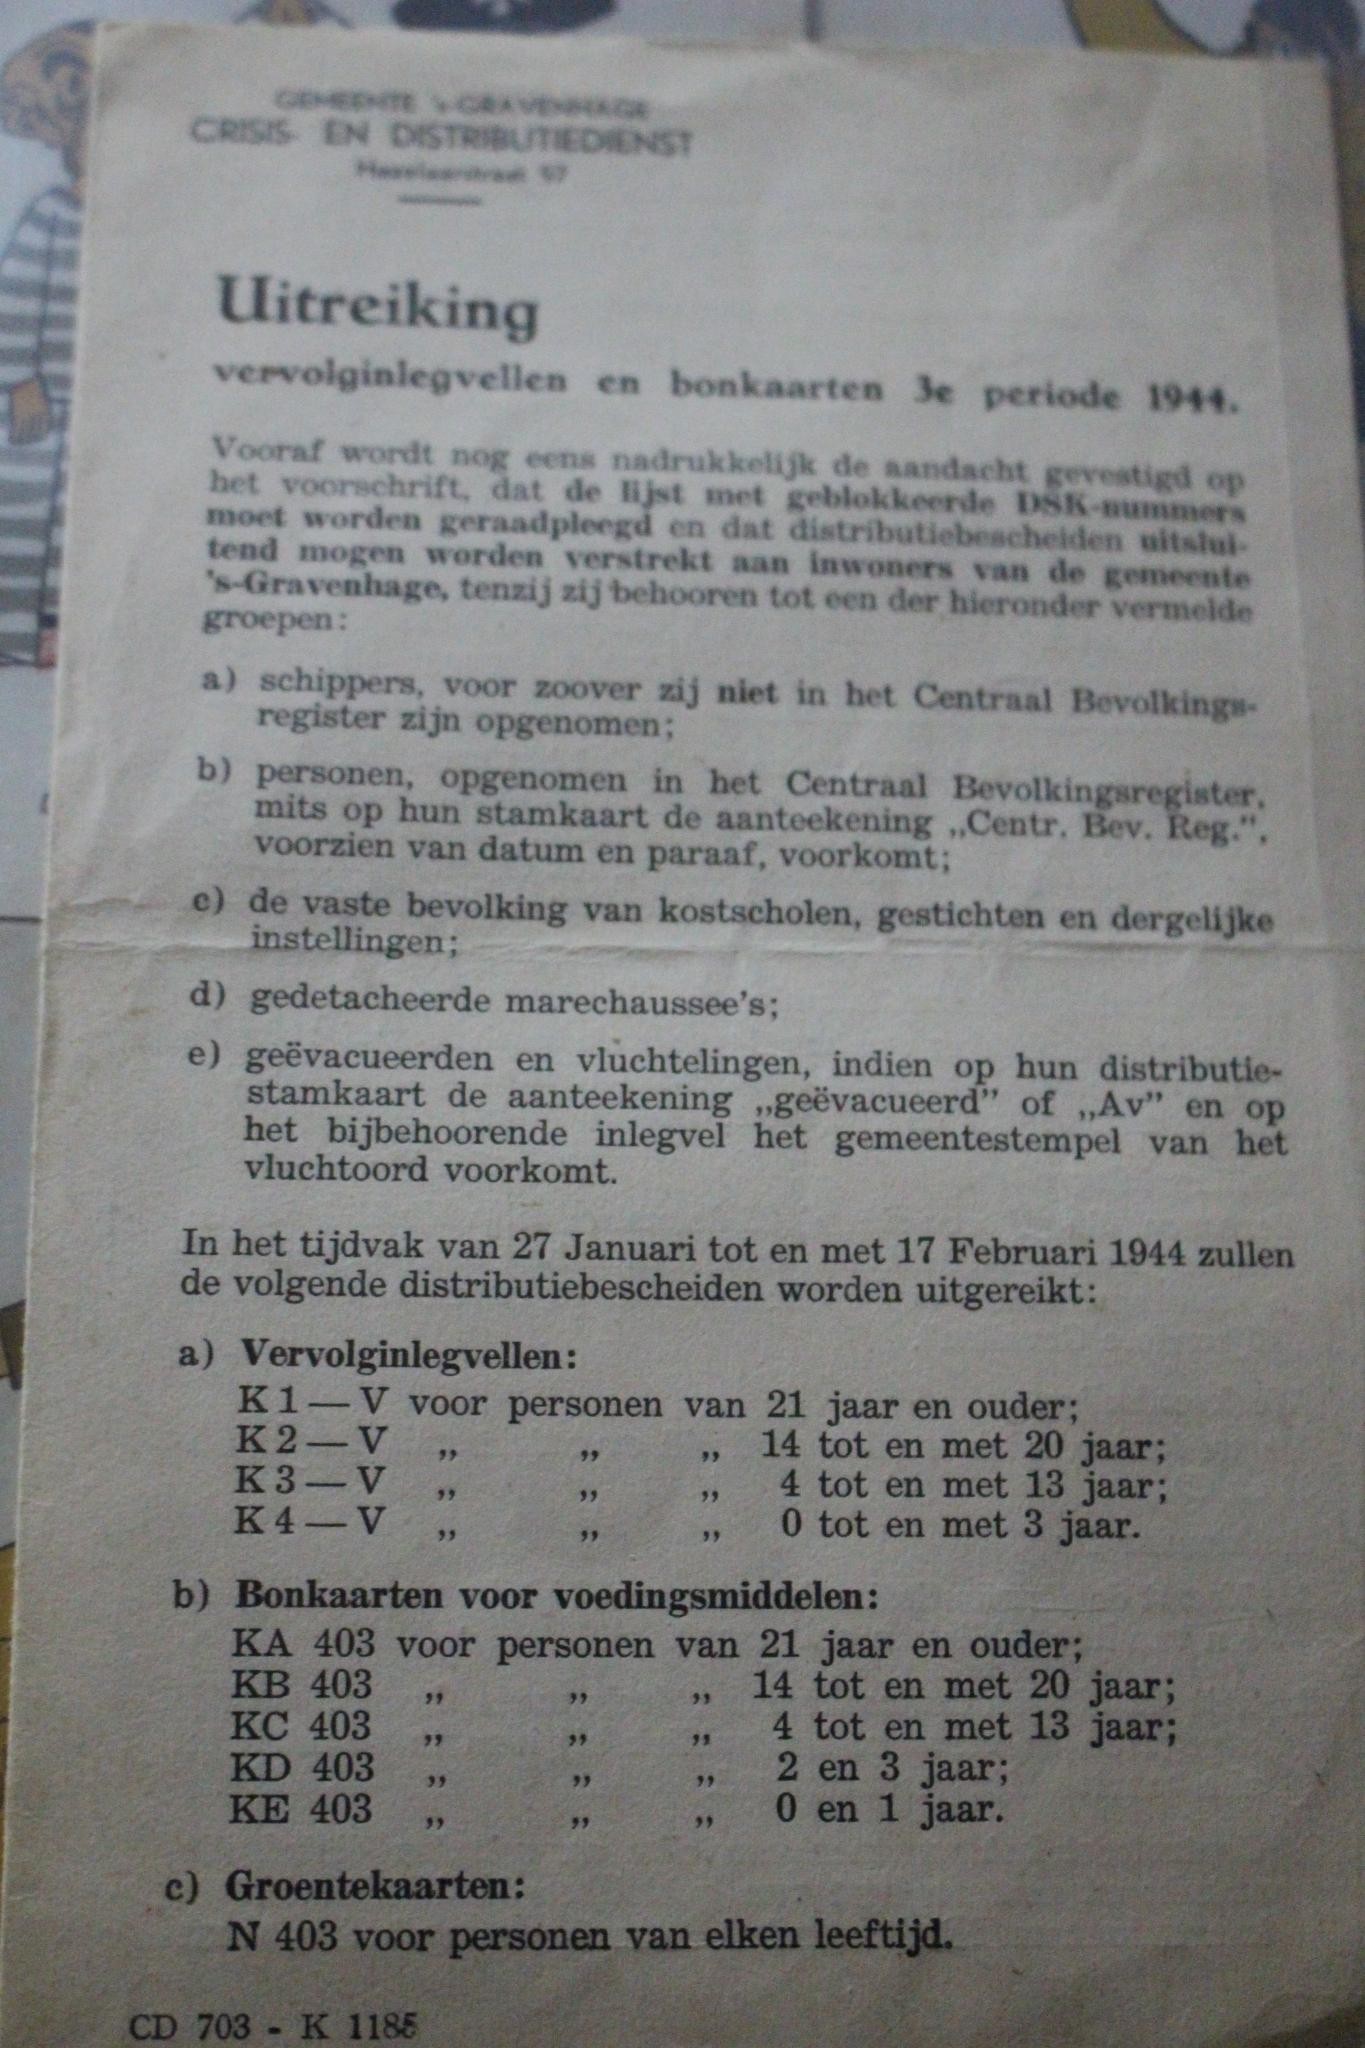 GEMEENTE 's-GRAVENHAGE
CRISIS- EN DISTRIBUTIEDIENST
57
Uitreiking
vervolginlegvellen en bonkaarten 3e periode 1944.
Vooraf wordt nog eens nadrukkelijk de aandacht gevestigd op
het voorschrift, dat de lijst met geblokkeerde DSK-nummers
moet worden geraadpleegd en dat distributiebescheiden uitslui-
tend mogen worden verstrekt aan inwoners van de gemeente
's-Gravenhage, tenzij zij behooren tot een der hieronder vermelde
groepen:
a) schippers, voor zoover zij niet in het Centraal Bevolkings-
register zijn opgenomen;
b) personen, opgenomen in het Centraal Bevolkingsregister,
mits op hun stamkaart de aanteekening „Centr. Bev. Reg.”,
voorzien van datum en paraaf, voorkomt;
c) de vaste bevolking van kostscholen, gestichten en dergelijke
instellingen;
d) gedetacheerde marechaussee's;
e) geëvacueerden en vluchtelingen, indien op hun distributie-
stamkaart de aanteekening „geëvacueerd” of „Av” en op
het bijbehoorende inlegvel het gemeentestempel van het
vluchtoord voorkomt.
In het tijdvak van 27 Januari tot en met 17 Februari 1944 zullen
de volgende distributiebescheiden worden uitgereikt:
a) Vervolginlegvellen:
K 1 — V voor personen van 21 jaar en ouder;
K 2 — V „ „ „ 14 tot en met 20 jaar;
K 3 — V „ „ „ 4 tot en met 13 jaar;
K 4 — V „ „ „ 0 tot en met 3 jaar.
b) Bonkaarten voor voedingsmiddelen:
KA 403 voor personen van 21 jaar en ouder;
KB 403 „ „ „ 14 tot en met 20 jaar;
KC 403 „ „ „ 4 tot en met 13 jaar;
KD 403 „ „ „ 2 en 3 jaar;
KE 403 „ „ „ 0 en 1 jaar.
c) Groentekaarten:
N 403 voor personen van elken leeftijd.
CD 703 - K 1185